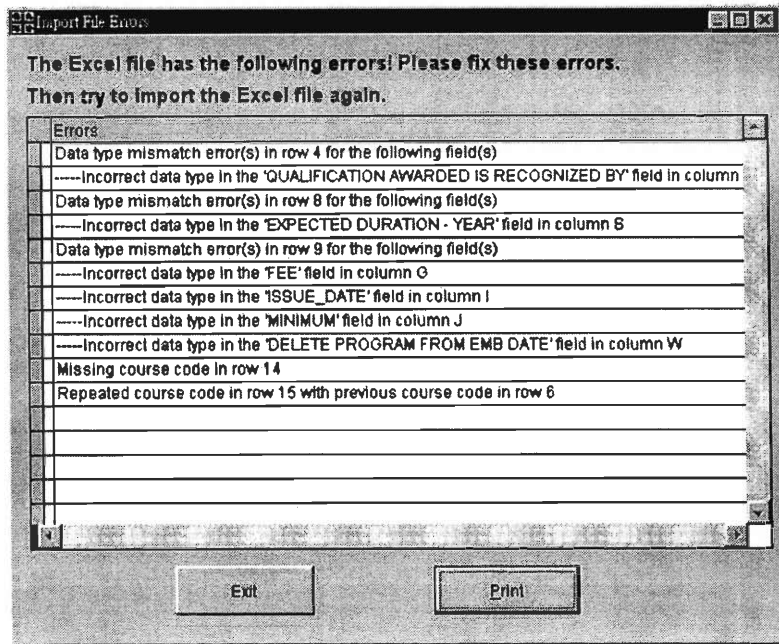 Import File Errors
The Excel file has the following errors! Please fix these errors.
Then try to import the Excel file again.
Errors
Data type mismatch error(s) in row 4 for the following field(s)
-----Incorrect data type in the 'QUALIFICATION AWARDED IS RECOGNIZED BY' field in column
Data type mismatch error(s) in row 8 for the following field(s)
-----Incorrect data type in the 'EXPECTED DURATION - YEAR' field in column S
Data type mismatch error(s) in row 9 for the following field(s)
-----Incorrect data type in the 'FEE' field in column G
-----Incorrect data type in the 'ISSUE_DATE' field in column I
-----Incorrect data type in the 'MINIMUM' field in column J
-----Incorrect data type in the 'DELETE PROGRAM FROM EMB DATE' field in column W
Missing course code in row 14
Repeated course code in row 15 with previous course code in row 6
Exit
Print